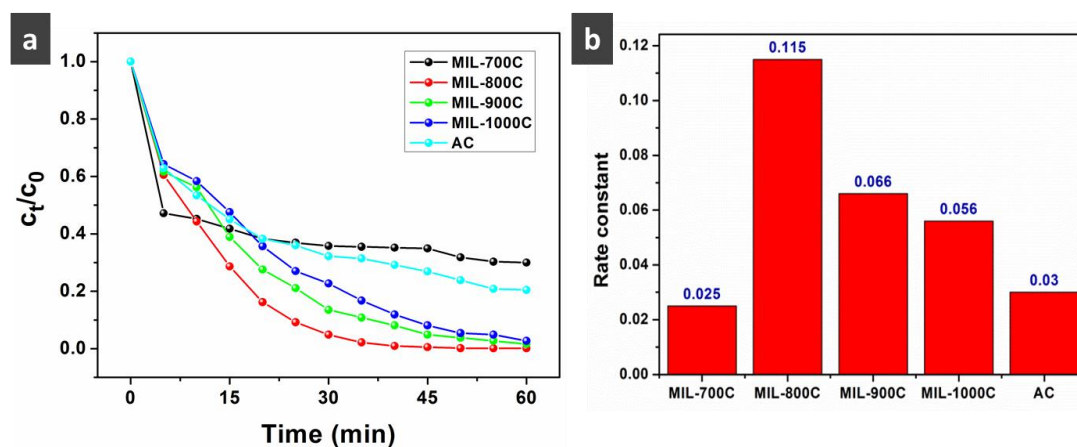 a
1.0
0.8
0.6
0.4
0.2
0.0
c_t/c_0
0
15
30
45
60
Time (min)
MIL-700C
MIL-800C
MIL-900C
MIL-1000C
AC
b
0.12
0.10
0.08
0.06
0.04
0.02
0.00
Rate constant
0.025
0.115
0.066
0.056
0.03
MIL-700C
MIL-800C
MIL-900C
MIL-1000C
AC